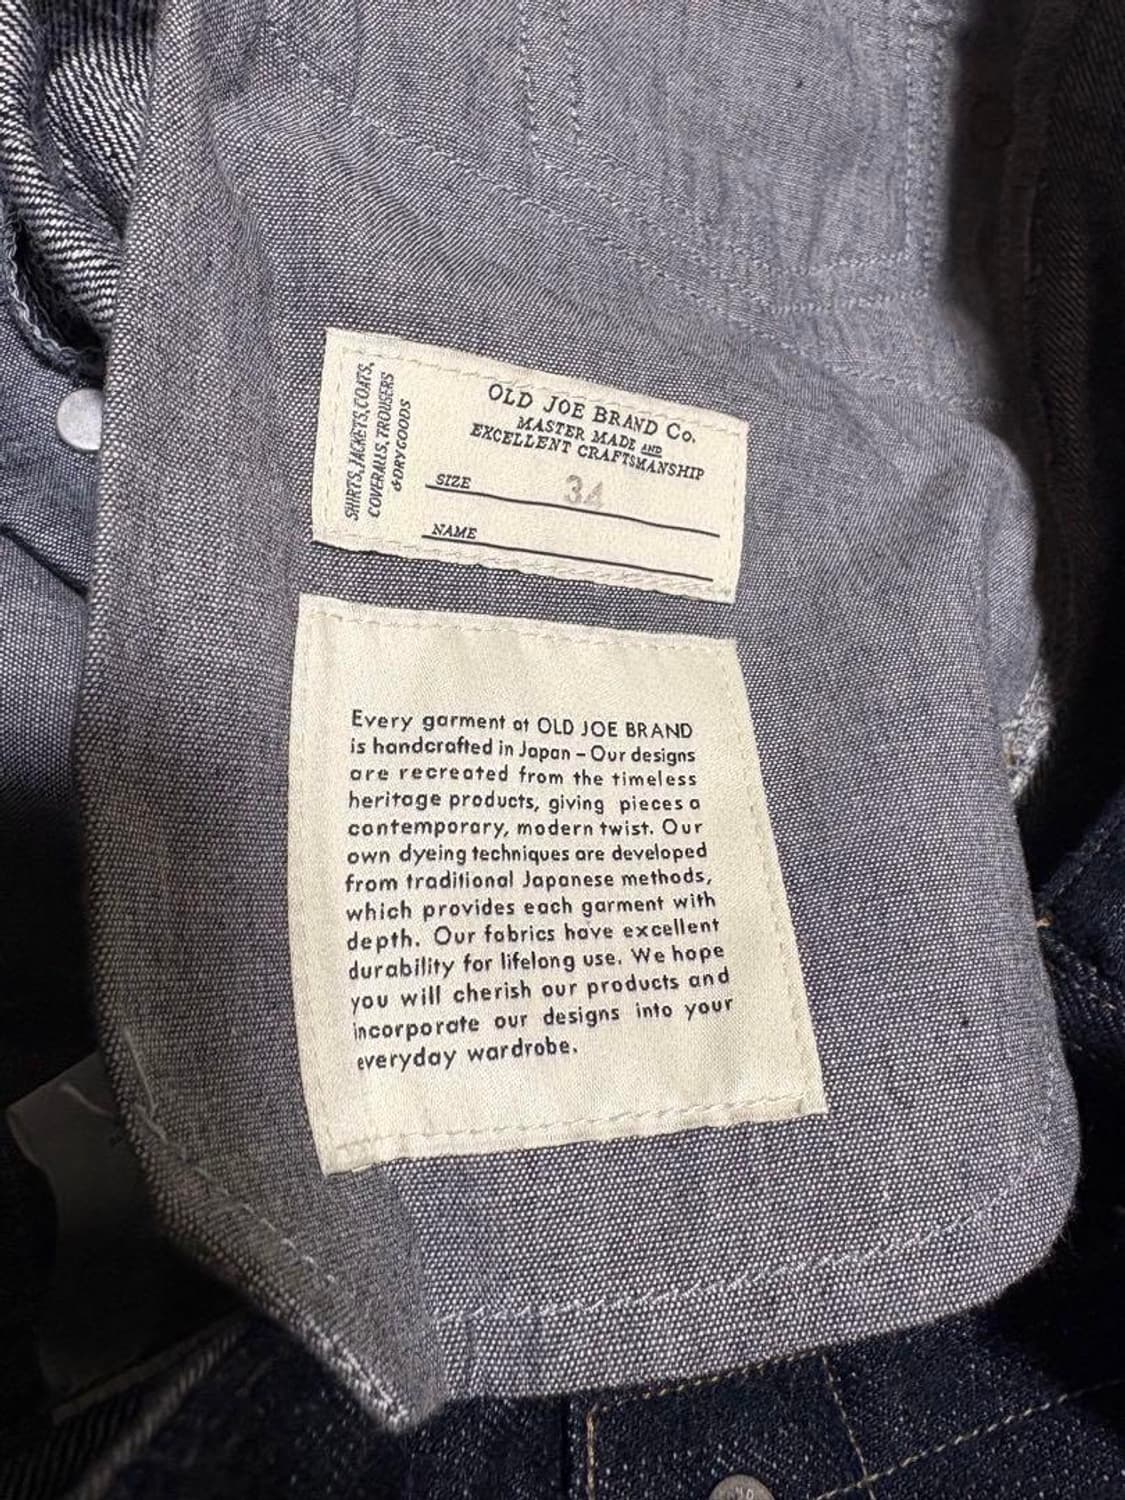 OLD JOE BRAND Co.
MASTER MADE AND
EXCELLENT CRAFTSMANSHIP
SHIRTS, JACKETS, COATS,
COVERALLS, TROUSERS
& DRY GOODS
SIZE 34
NAME
Every garment at OLD JOE BRAND
is handcrafted in Japan – Our designs
are recreated from the timeless
heritage products, giving pieces a
contemporary, modern twist. Our
own dyeing techniques are developed
from traditional Japanese methods,
which provides each garment with
depth. Our fabrics have excellent
durability for lifelong use. We hope
you will cherish our products and
incorporate our designs into your
everyday wardrobe.